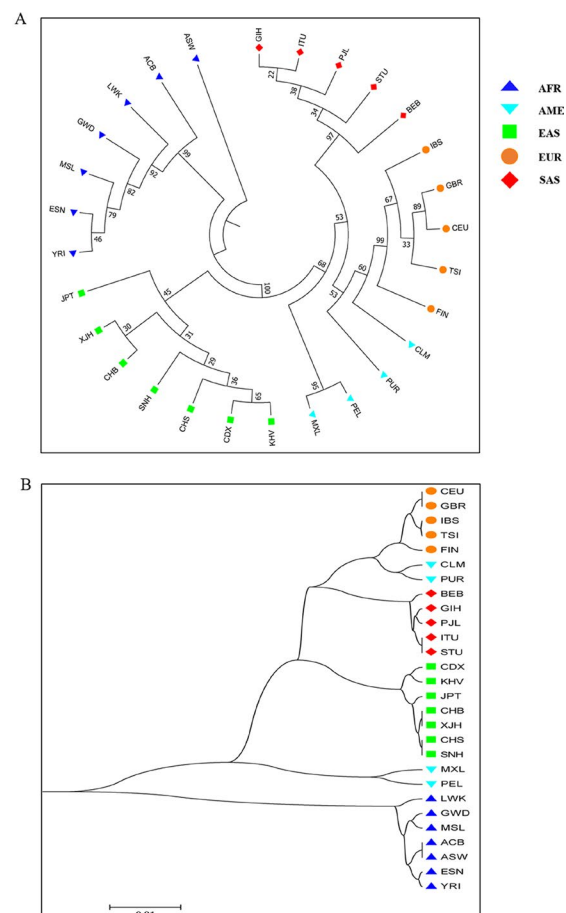 A
GIH
ITU
PJL
STU
BEB
IBS
GBR
CEU
TSI
FIN
CLM
PUR
PEL
MXL
KHV
CDX
CHS
SNH
CHB
XJH
JPT
YRI
ESN
MSL
GWD
LWK
ACB
ASW
22
38
34
97
67
89
33
99
60
53
53
68
95
100
45
30
31
29
36
65
46
79
82
92
99
AFR
AME
EAS
EUR
SAS
B
CEU
GBR
IBS
TSI
FIN
CLM
PUR
BEB
GIH
PJL
ITU
STU
CDX
KHV
JPT
CHB
XJH
CHS
SNH
MXL
PEL
LWK
GWD
MSL
ACB
ASW
ESN
YRI